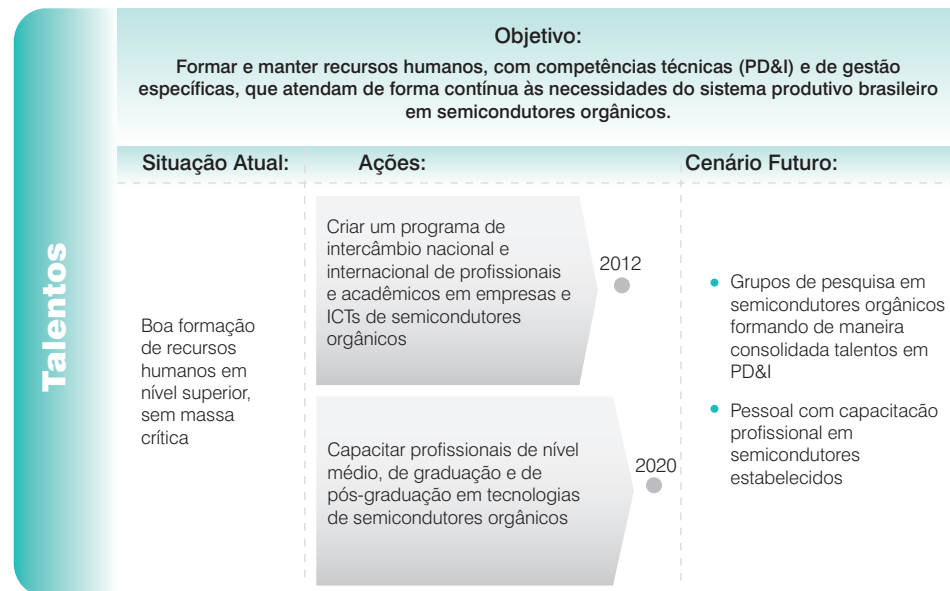 Talentos
Objetivo:
Formar e manter recursos humanos, com competências técnicas (PD&I) e de gestão
específicas, que atendam de forma contínua às necessidades do sistema produtivo brasileiro
em semicondutores orgânicos.
Situação Atual:
Ações:
Cenário Futuro:
Boa formação
de recursos
humanos em
nível superior,
sem massa
crítica
Criar um programa de
intercâmbio nacional e
internacional de profissionais
e acadêmicos em empresas e
ICTs de semicondutores
orgânicos
2012
Capacitar profissionais de nível
médio, de graduação e de
pós-graduação em tecnologias
de semicondutores orgânicos
2020
Grupos de pesquisa em
semicondutores orgânicos
formando de maneira
consolidada talentos em
PD&I
Pessoal com capacitacão
profissional em
semicondutores
estabelecidos